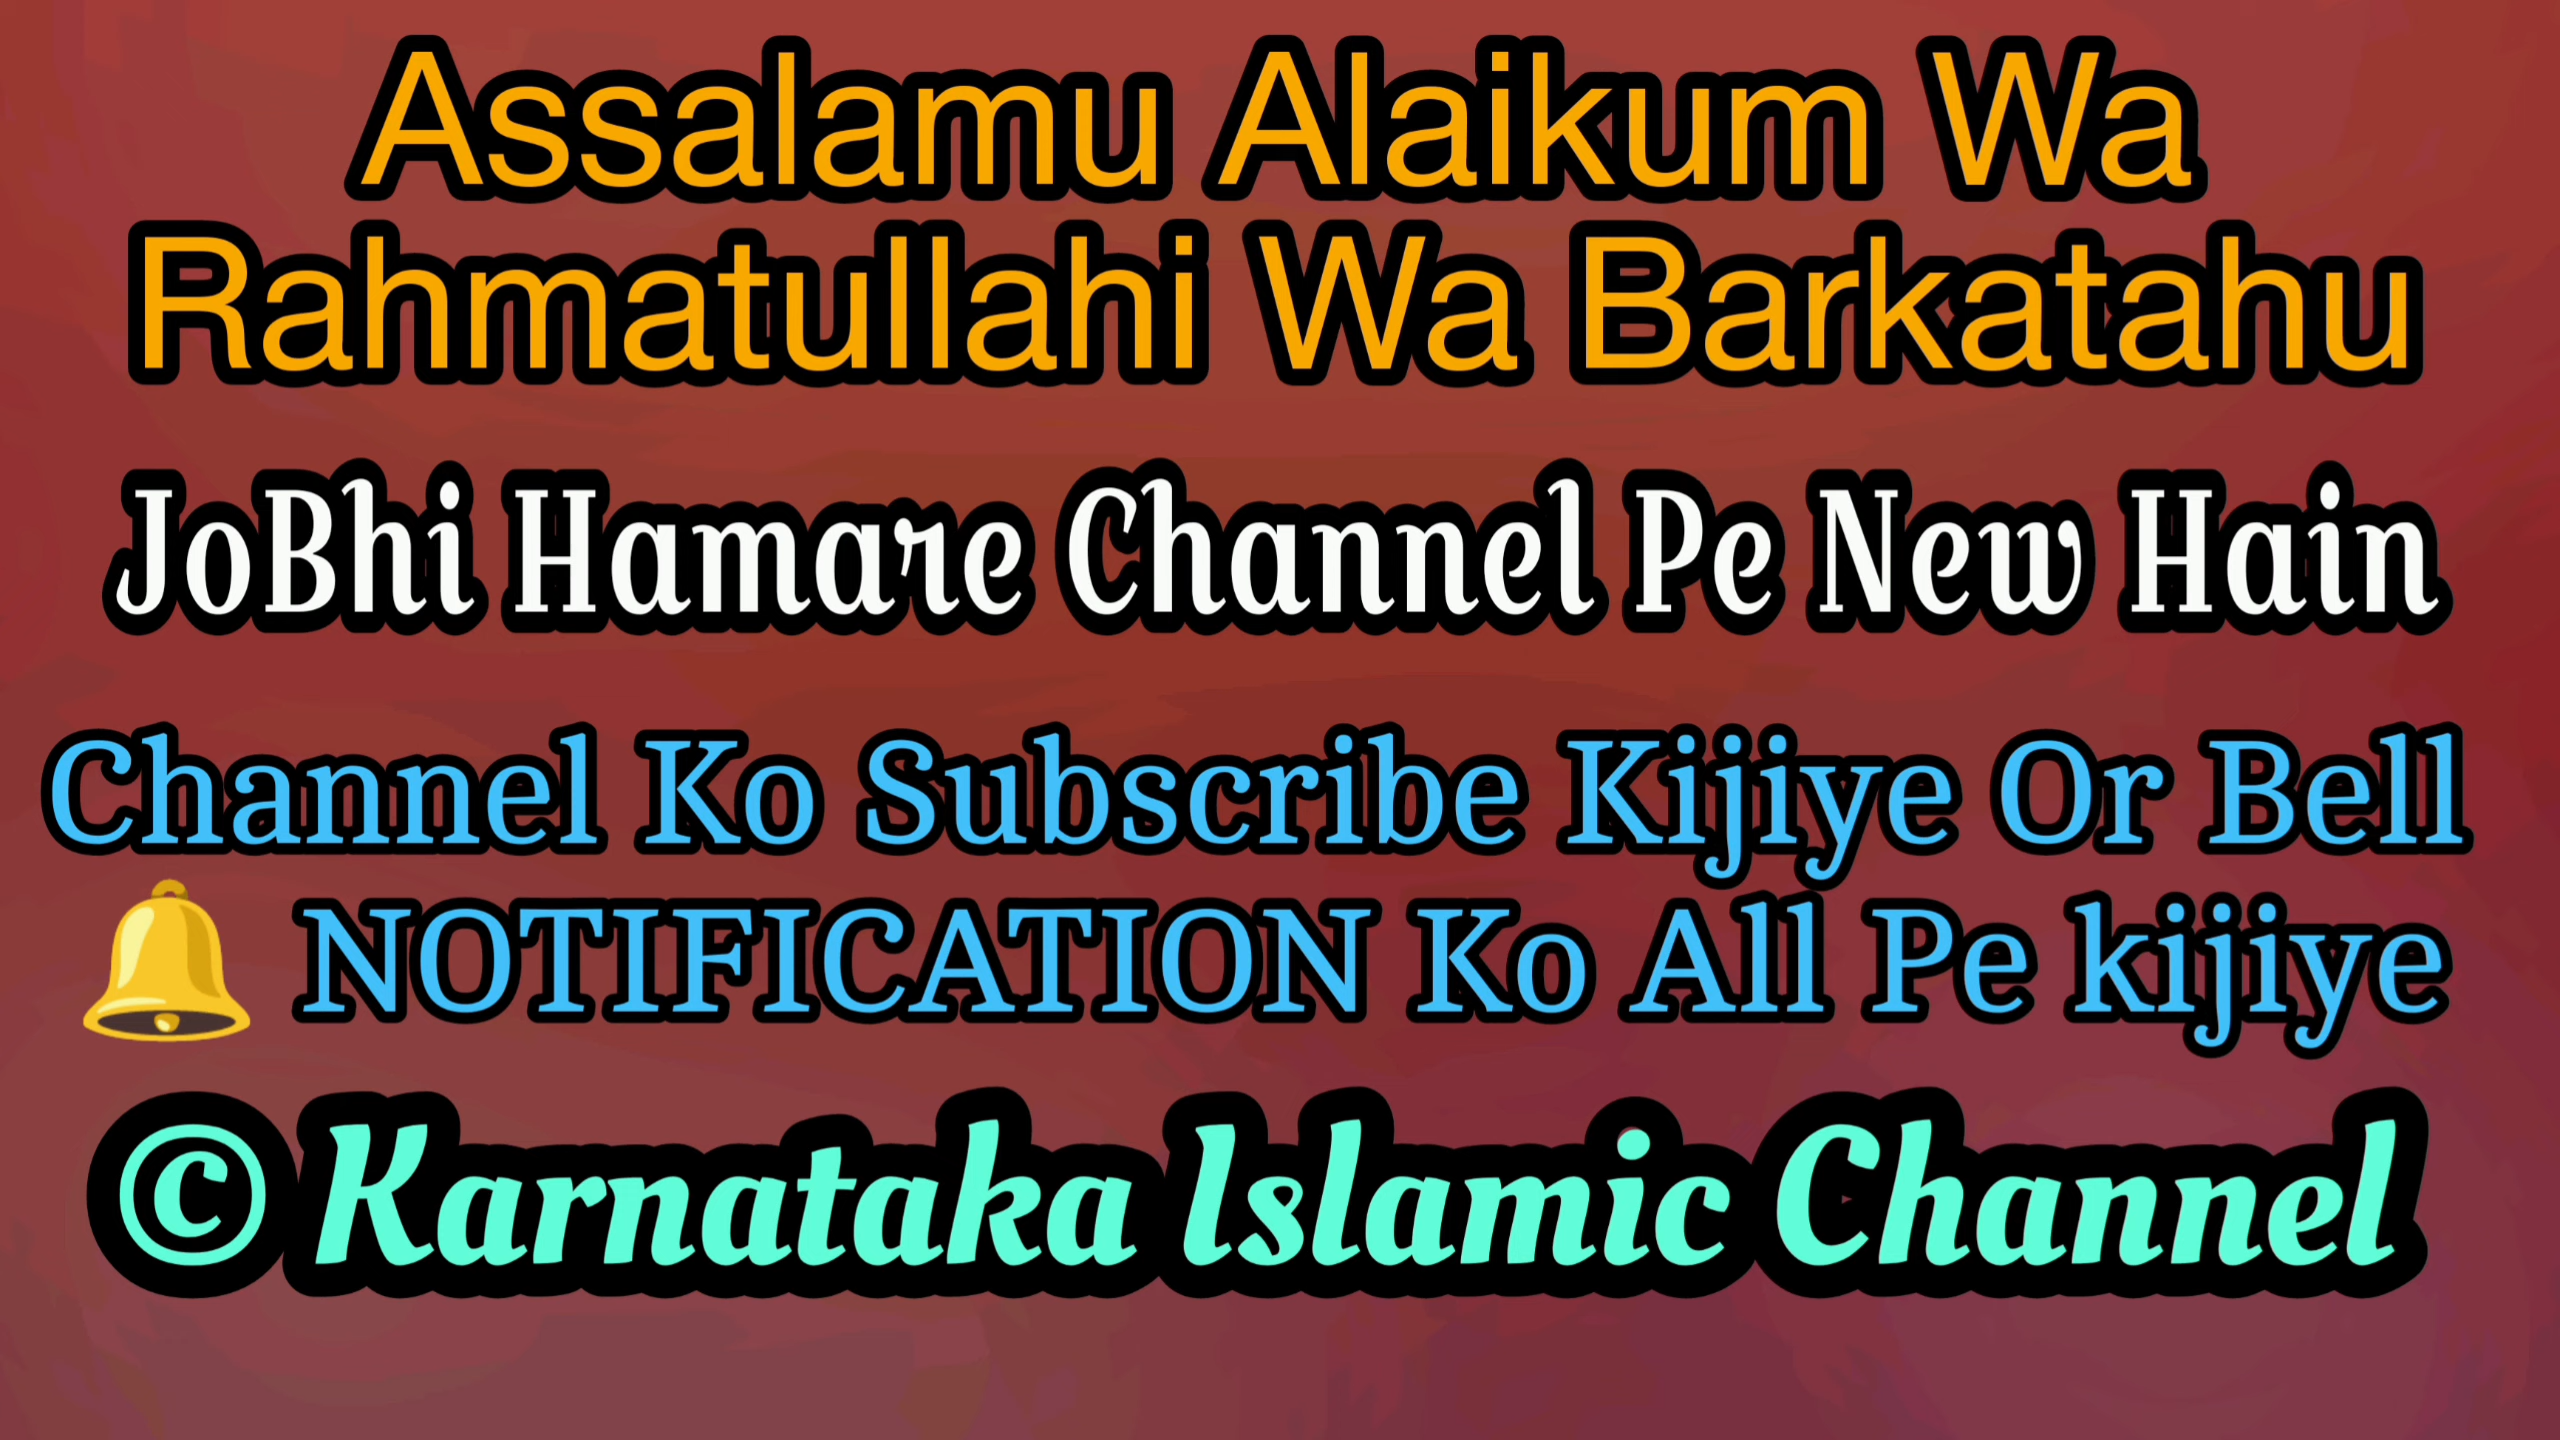 Assalamu Alaikum Wa
Rahmatullahi Wa Barkatahu
JoBhi Hamare Channel Pe New Hain
Channel Ko Subscribe Kijiye Or Bell
🔔 NOTIFICATION Ko All Pe kijiye
© Karnataka Islamic Channel